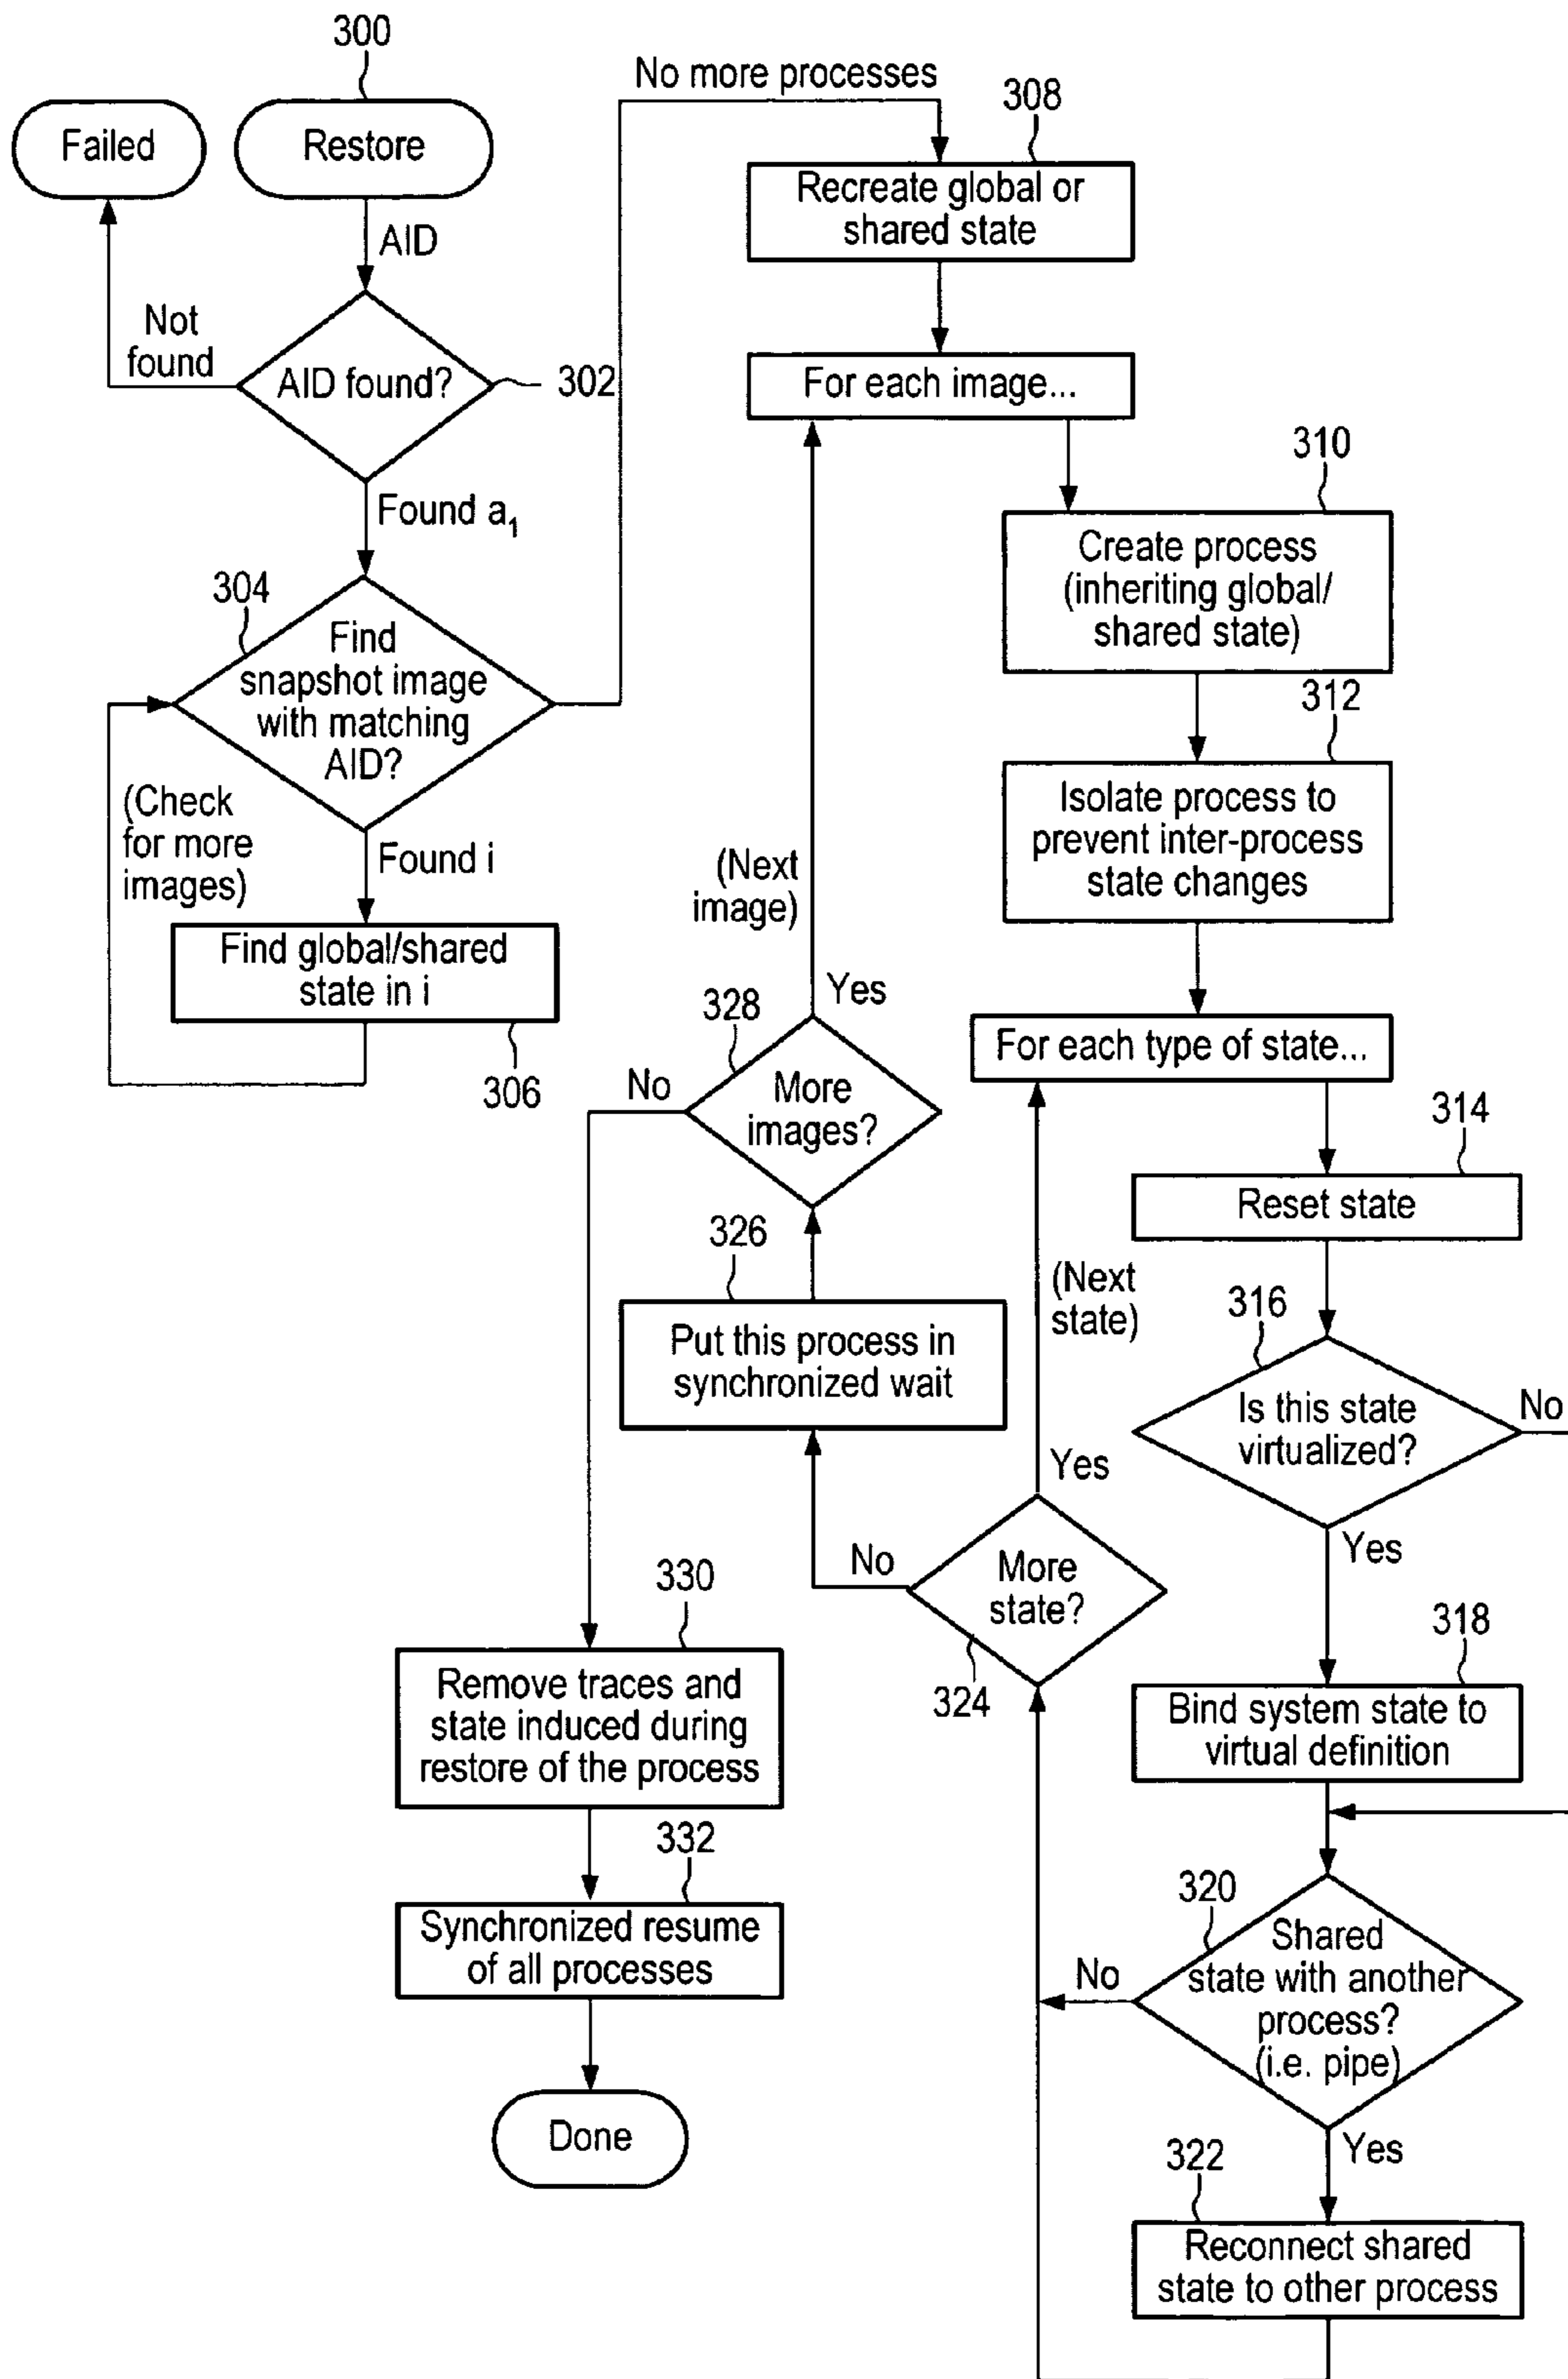 300
Failed
Restore
AID
Not
found
AID found?
302
Found a1
304
Find
snapshot image
with matching
AID?
(Check
for more
images)
Found i
Find global/shared
state in i
306
No more processes
308
Recreate global or
shared state
For each image...
310
Create process
(inheriting global/
shared state)
312
Isolate process to
prevent inter-process
state changes
For each type of state...
314
Reset state
316
Is this state
virtualized?
No
Yes
318
Bind system state to
virtual definition
320
Shared
state with another
process?
(i.e. pipe)
No
Yes
322
Reconnect shared
state to other process
(Next
state)
Yes
More
state?
No
324
326
Put this process in
synchronized wait
328
More
images?
Yes
(Next
image)
No
330
Remove traces and
state induced during
restore of the process
332
Synchronized resume
of all processes
Done